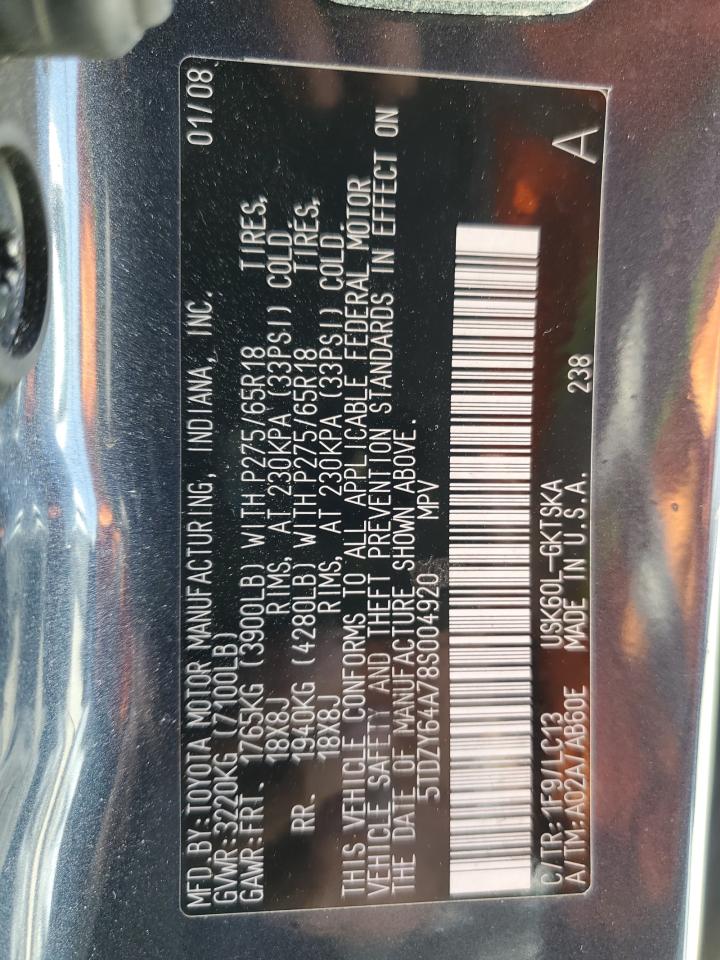 MFD.BY:TOYOTA MOTOR MANUFACTURING, INDIANA, INC. 01/08
GVWR:3220KG (7100LB)
GAWR:FRT. 1765KG (3900LB) WITH P275/65R18 TIRES,
18X8J RIMS, AT 230KPA (33PSI) COLD
RR. 1940KG (4280LB) WITH P275/65R18 TIRES,
18X8J RIMS, AT 230KPA (33PSI) COLD
THIS VEHICLE CONFORMS TO ALL APPLICABLE FEDERAL MOTOR
VEHICLE SAFETY AND THEFT PREVENTION STANDARDS IN EFFECT ON
THE DATE OF MANUFACTURE SHOWN ABOVE.
5TDZY64A78S004920 MPV
C/TR:1F9/LC13 USK60L-GKTSKA
A/TM:A02A/AB60E MADE IN U.S.A. 238 A